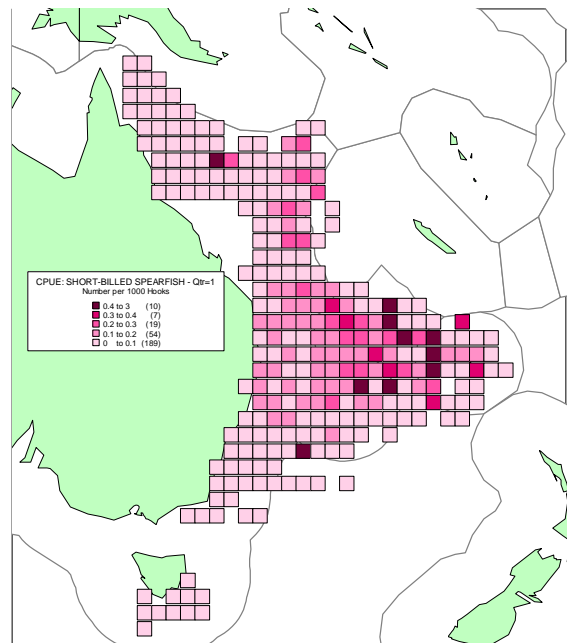 CPUE: SHORT-BILLED SPEARFISH - Qtr=1
Number per 1000 Hooks
0.4 to 3 (10)
0.3 to 0.4 (7)
0.2 to 0.3 (19)
0.1 to 0.2 (54)
0 to 0.1 (189)